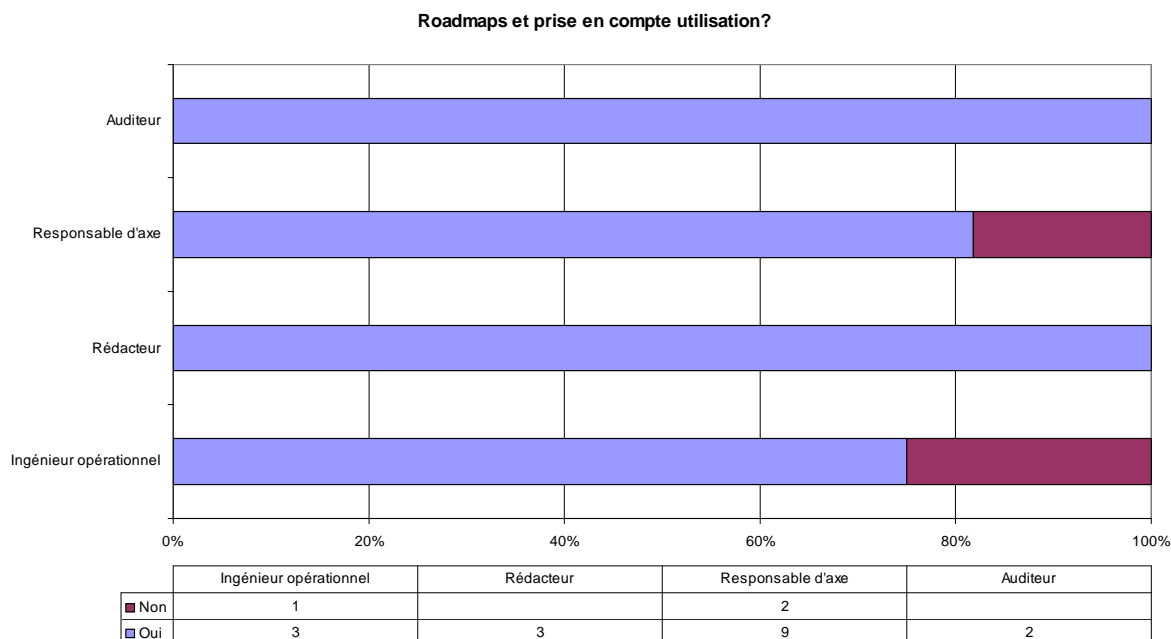 Roadmaps et prise en compte utilisation?
Auditeur
Responsable d'axe
Rédacteur
Ingénieur opérationnel
0% 20% 40% 60% 80% 100%
Ingénieur opérationnel Rédacteur Responsable d'axe Auditeur
Non 1 2
Oui 3 3 9 2